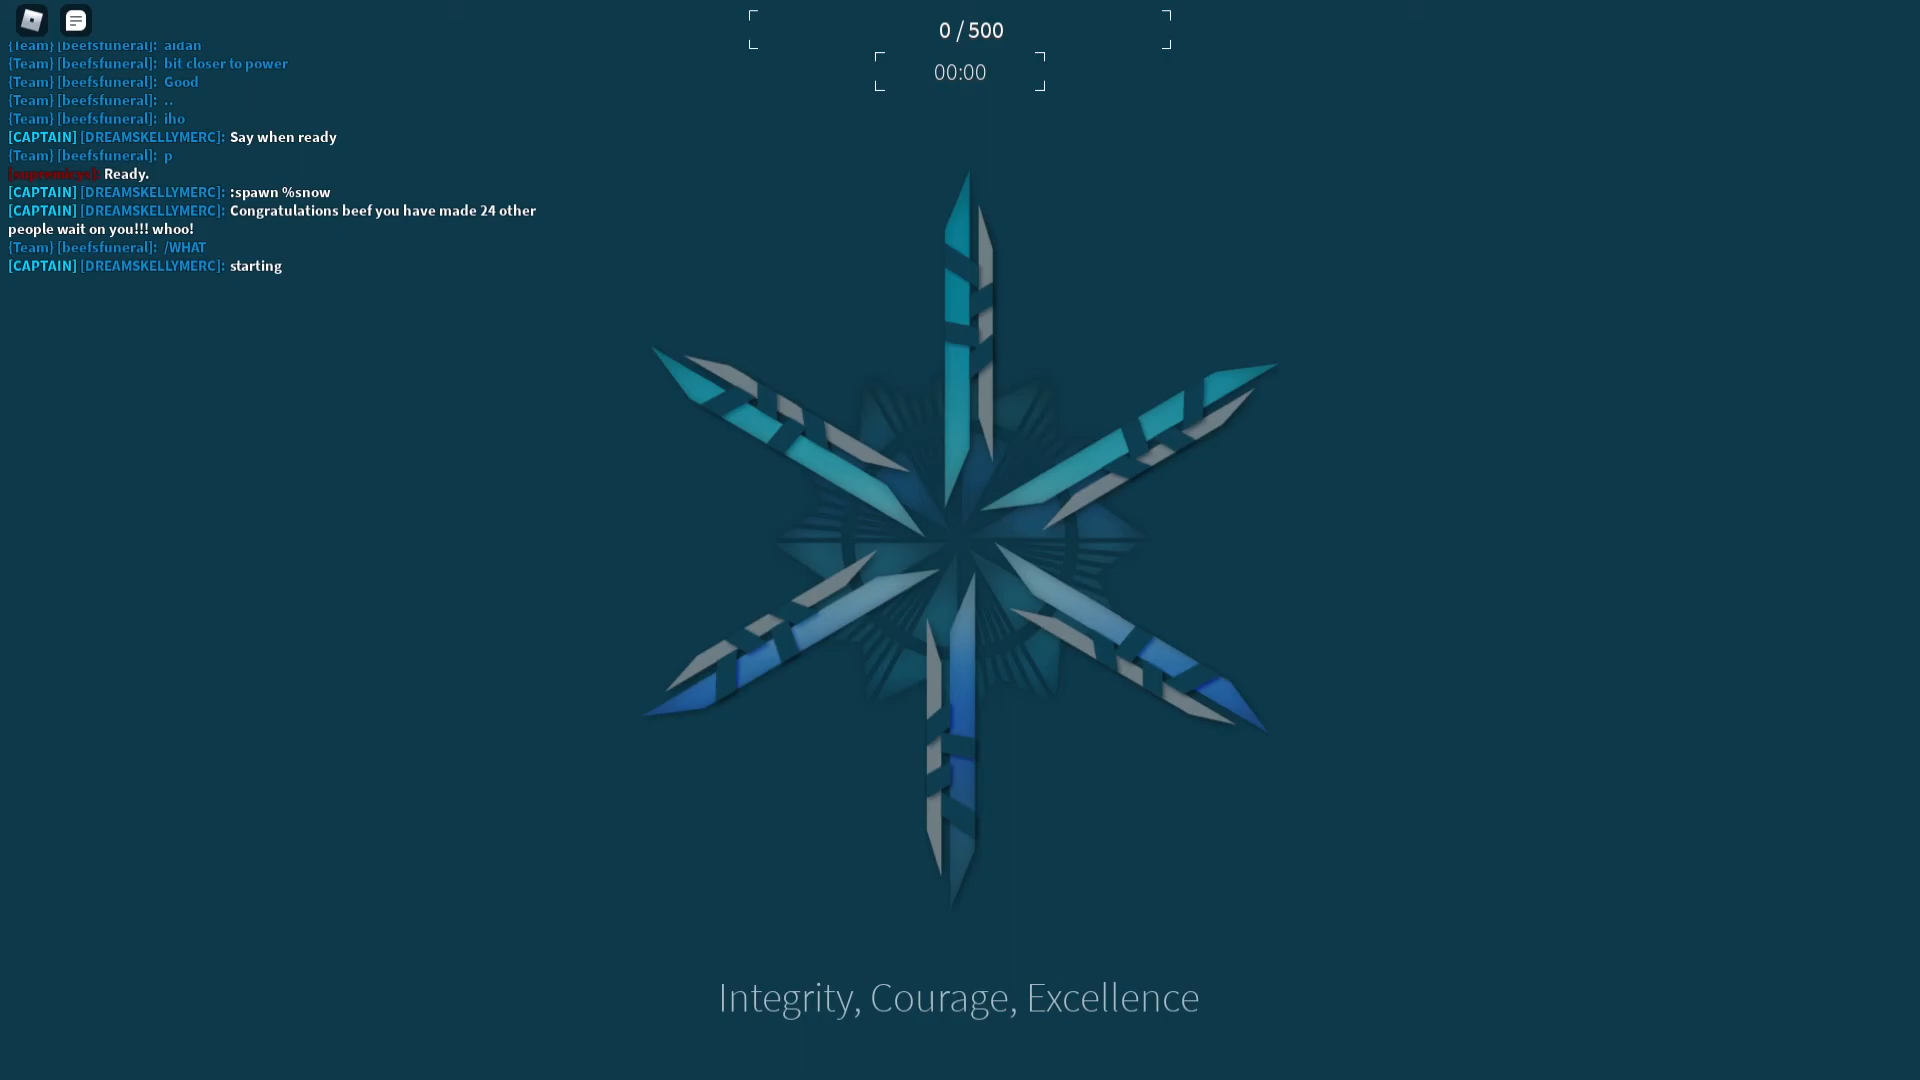 0 / 500
00:00
{Team} [beefsfuneral]: aidan
{Team} [beefsfuneral]: bit closer to power
{Team} [beefsfuneral]: Good
{Team} [beefsfuneral]: ..
{Team} [beefsfuneral]: iho
[CAPTAIN] [DREAMSKELLYMERC]: Say when ready
{Team} [beefsfuneral]: p
Ready.
[CAPTAIN] [DREAMSKELLYMERC]: :spawn %snow
[CAPTAIN] [DREAMSKELLYMERC]: Congratulations beef you have made 24 other
people wait on you!!! whoo!
{Team} [beefsfuneral]: /WHAT
[CAPTAIN] [DREAMSKELLYMERC]: starting
Integrity, Courage, Excellence